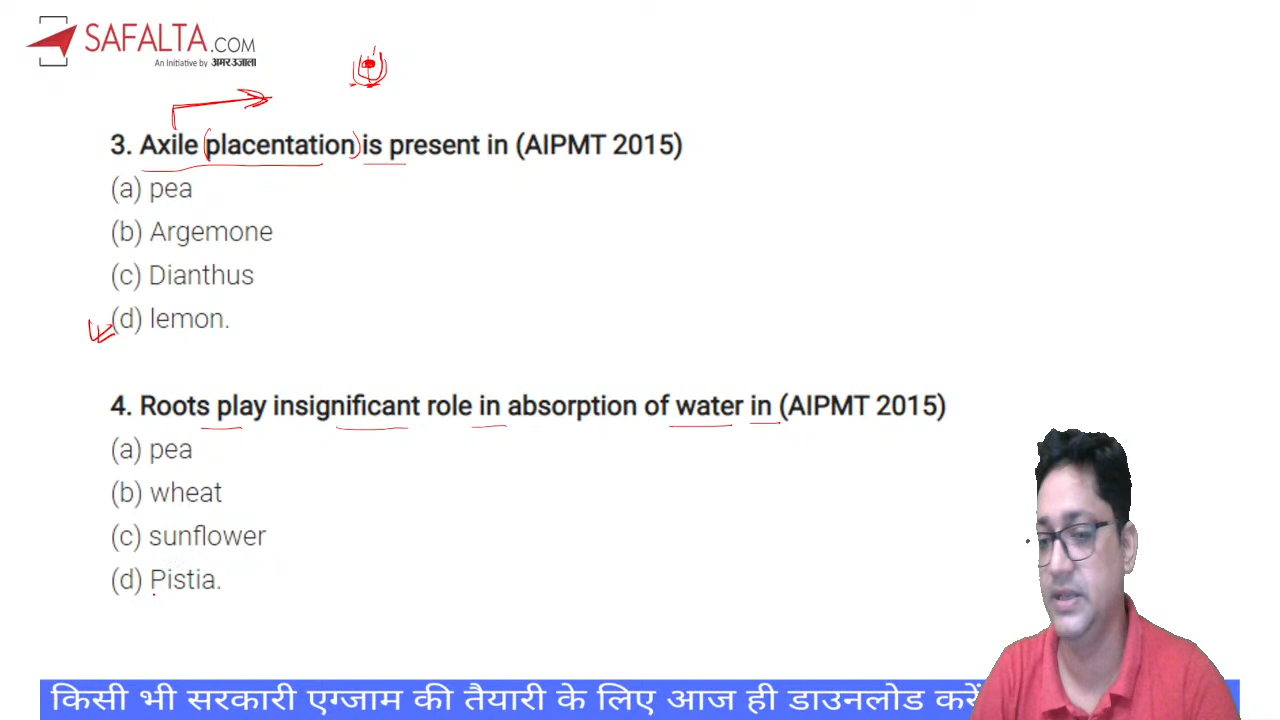 SAFALTA.COM
An Initiative by अमर उजाला
3. Axile placentation is present in (AIPMT 2015)
(a) pea
(b) Argemone
(c) Dianthus
(d) lemon.
4. Roots play insignificant role in absorption of water in (AIPMT 2015)
(a) pea
(b) wheat
(c) sunflower
(d) Pistia.
किसी भी सरकारी एग्जाम की तैयारी के लिए आज ही डाउनलोड करें